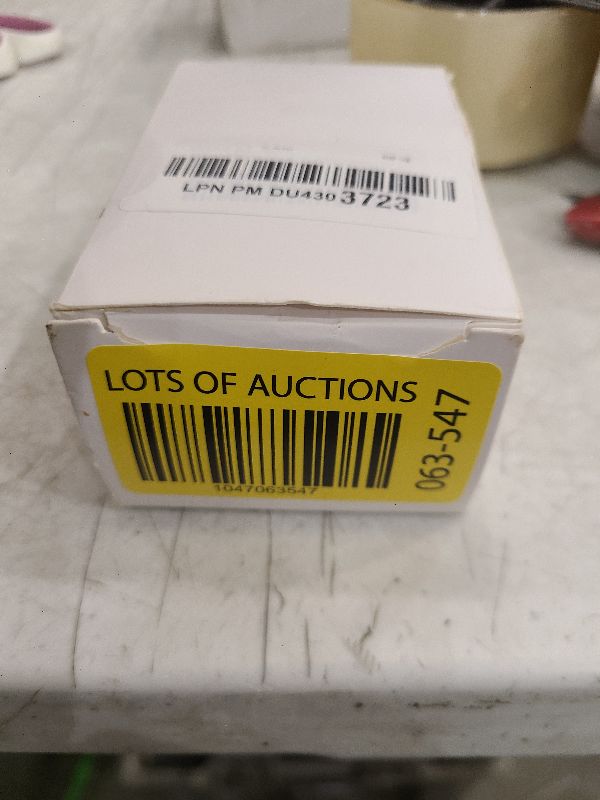 LPN PM DU4303723
LOTS OF AUCTIONS
1047063547
063-547